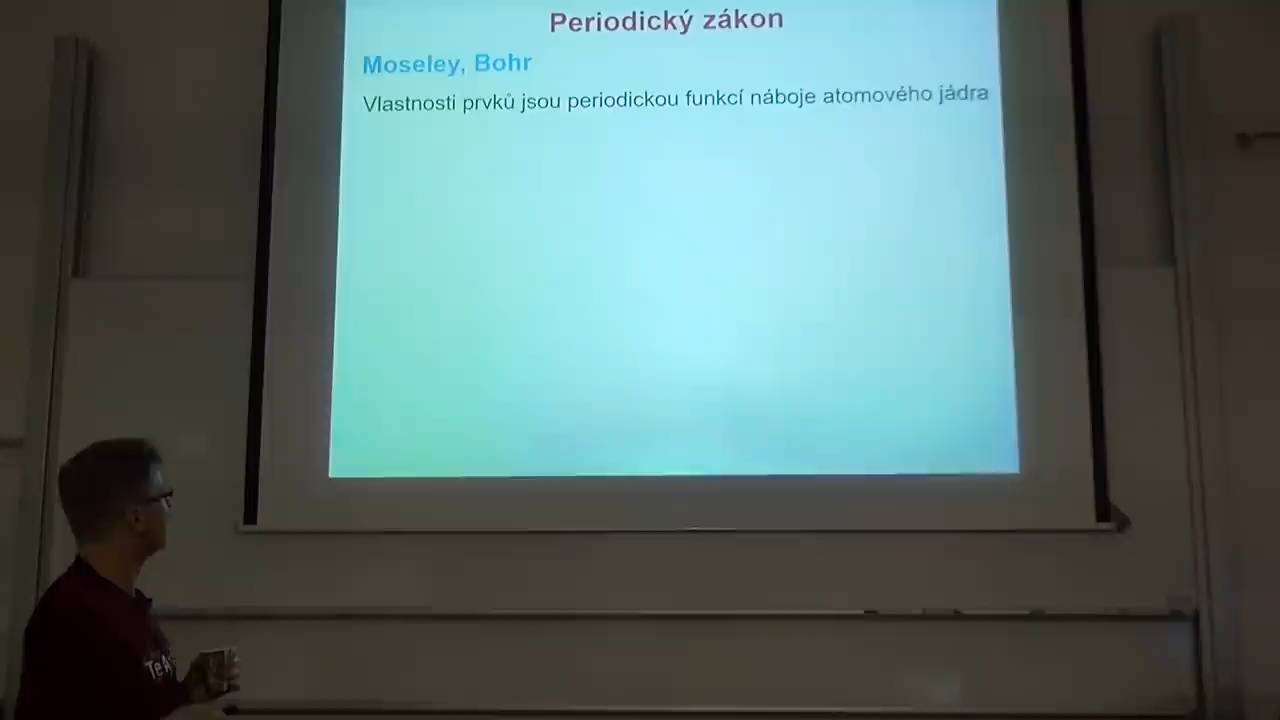 Periodický zákon
Moseley, Bohr
Vlastnosti prvků jsou periodickou funkcí náboje atomového jádra